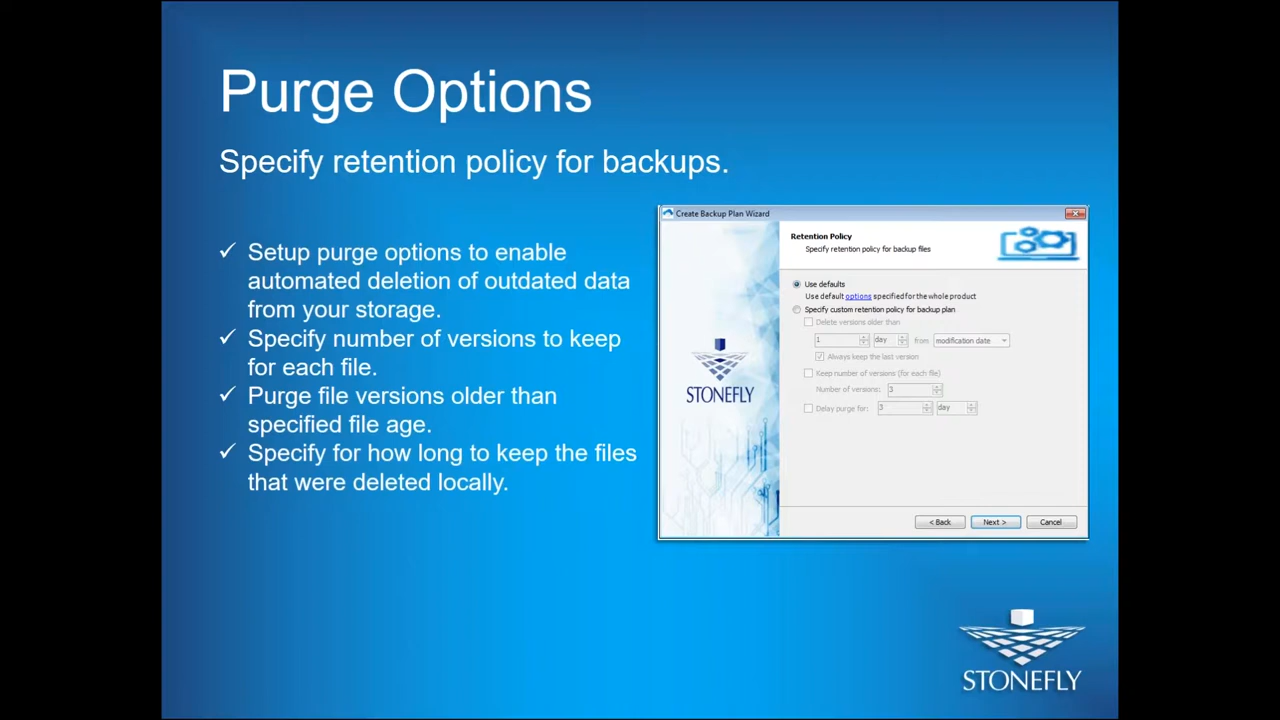 Purge Options
Specify retention policy for backups.
✓ Setup purge options to enable
automated deletion of outdated data
from your storage.
✓ Specify number of versions to keep
for each file.
✓ Purge file versions older than
specified file age.
✓ Specify for how long to keep the files
that were deleted locally.
Create Backup Plan Wizard
Retention Policy
Specify retention policy for backup files
Use defaults
Use default options specified for the whole product
Specify custom retention policy for backup plan
Delete versions older than
1 day from modification date
Always keep the last version
Keep number of versions (for each file)
Number of versions: 3
Delay purge for: 3 day
STONEFLY
< Back Next > Cancel
STONEFLY